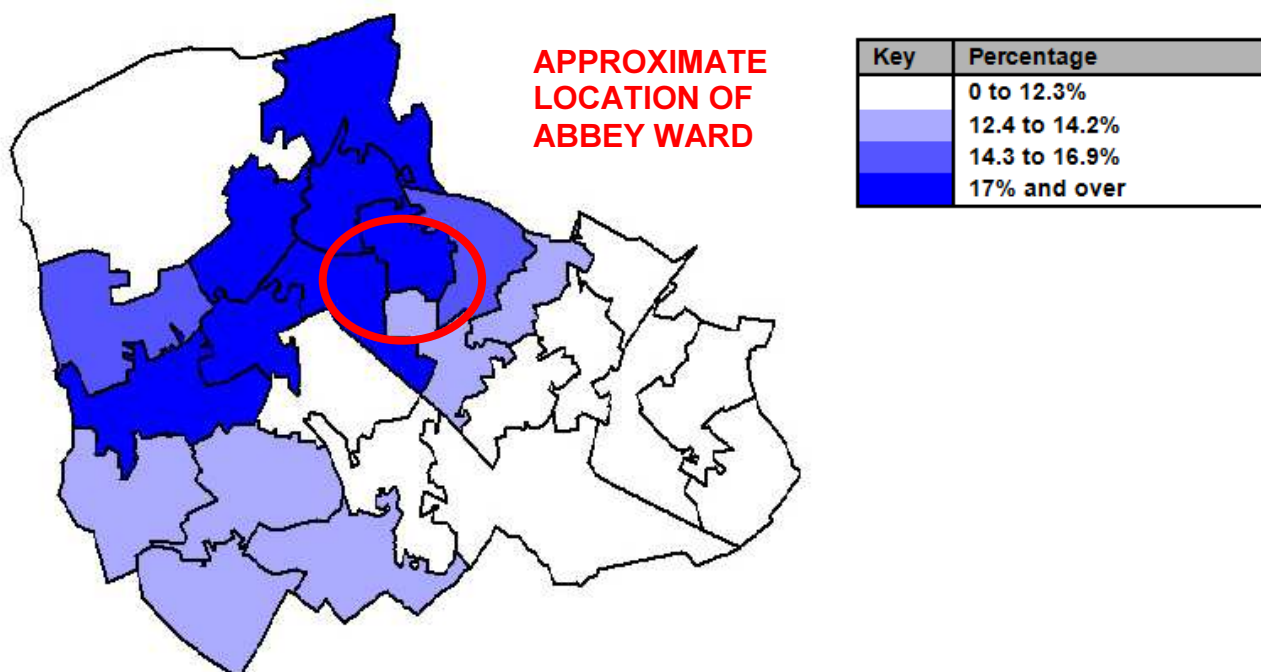 APPROXIMATE
LOCATION OF
ABBEY WARD
Key Percentage
0 to 12.3%
12.4 to 14.2%
14.3 to 16.9%
17% and over